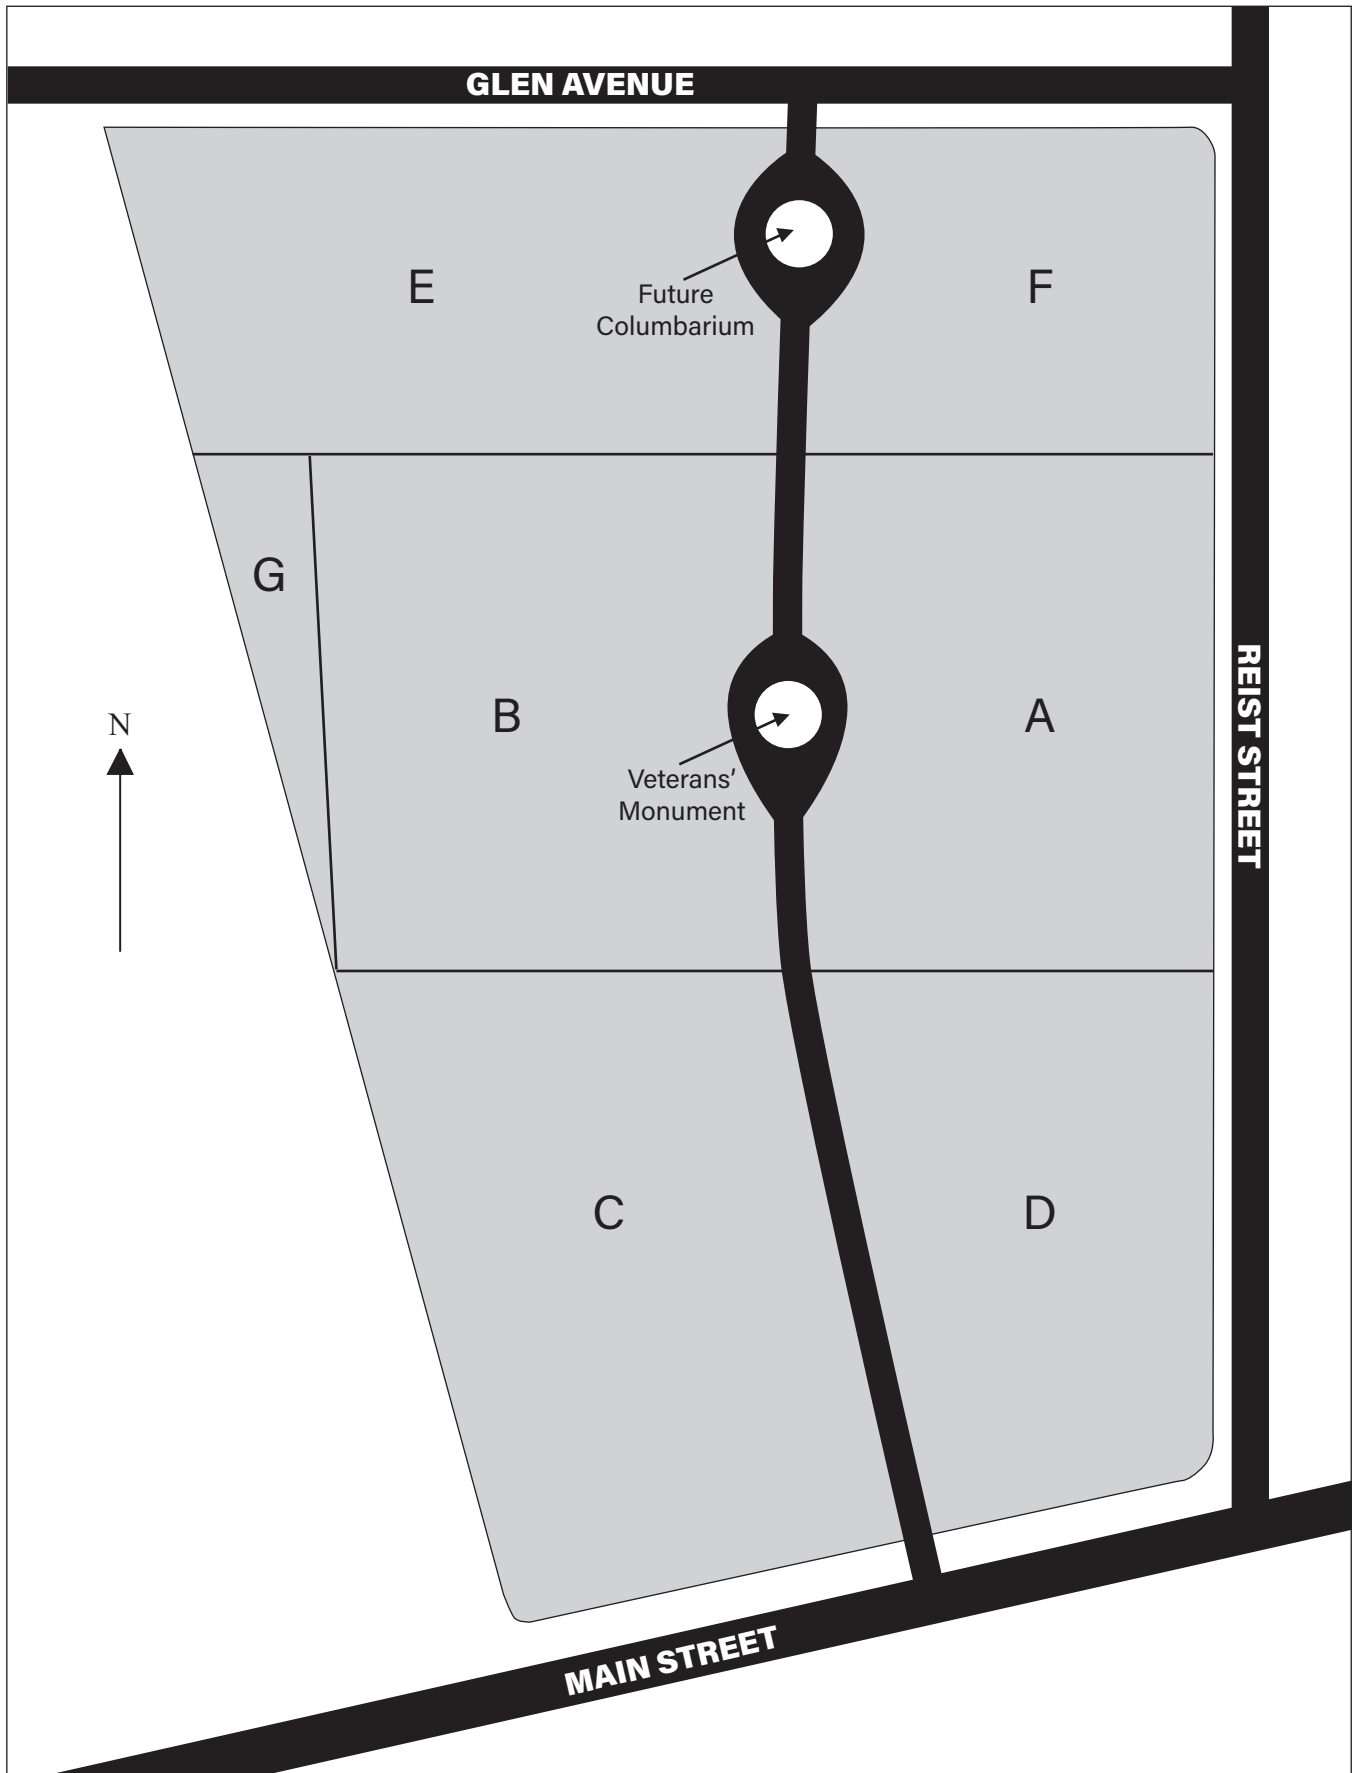 GLEN AVENUE
E
F
Future
Columbarium
G
N
B
A
REIST STREET
Veterans'
Monument
C
D
MAIN STREET